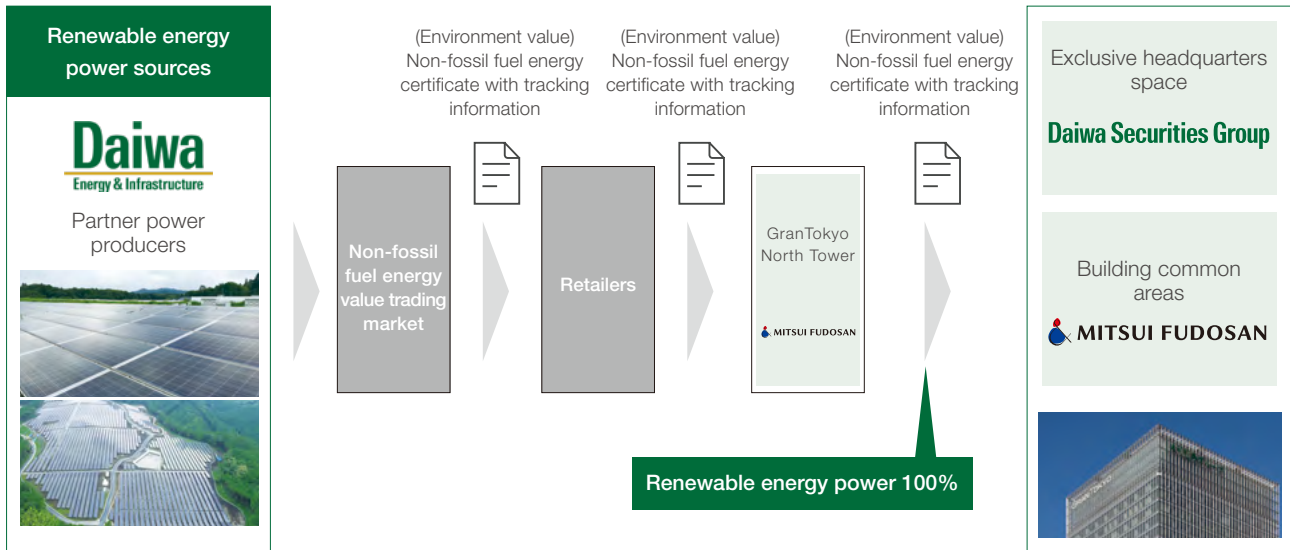 Renewable energy
power sources
Daiwa
Energy & Infrastructure
Partner power
producers
Non-fossil
fuel energy
value trading
market
(Environment value)
Non-fossil fuel energy
certificate with tracking
information
Retailers
(Environment value)
Non-fossil fuel energy
certificate with tracking
information
GranTokyo
North Tower
MITSUI FUDOSAN
(Environment value)
Non-fossil fuel energy
certificate with tracking
information
Renewable energy power 100%
Exclusive headquarters
space
Daiwa Securities Group
Building common
areas
MITSUI FUDOSAN